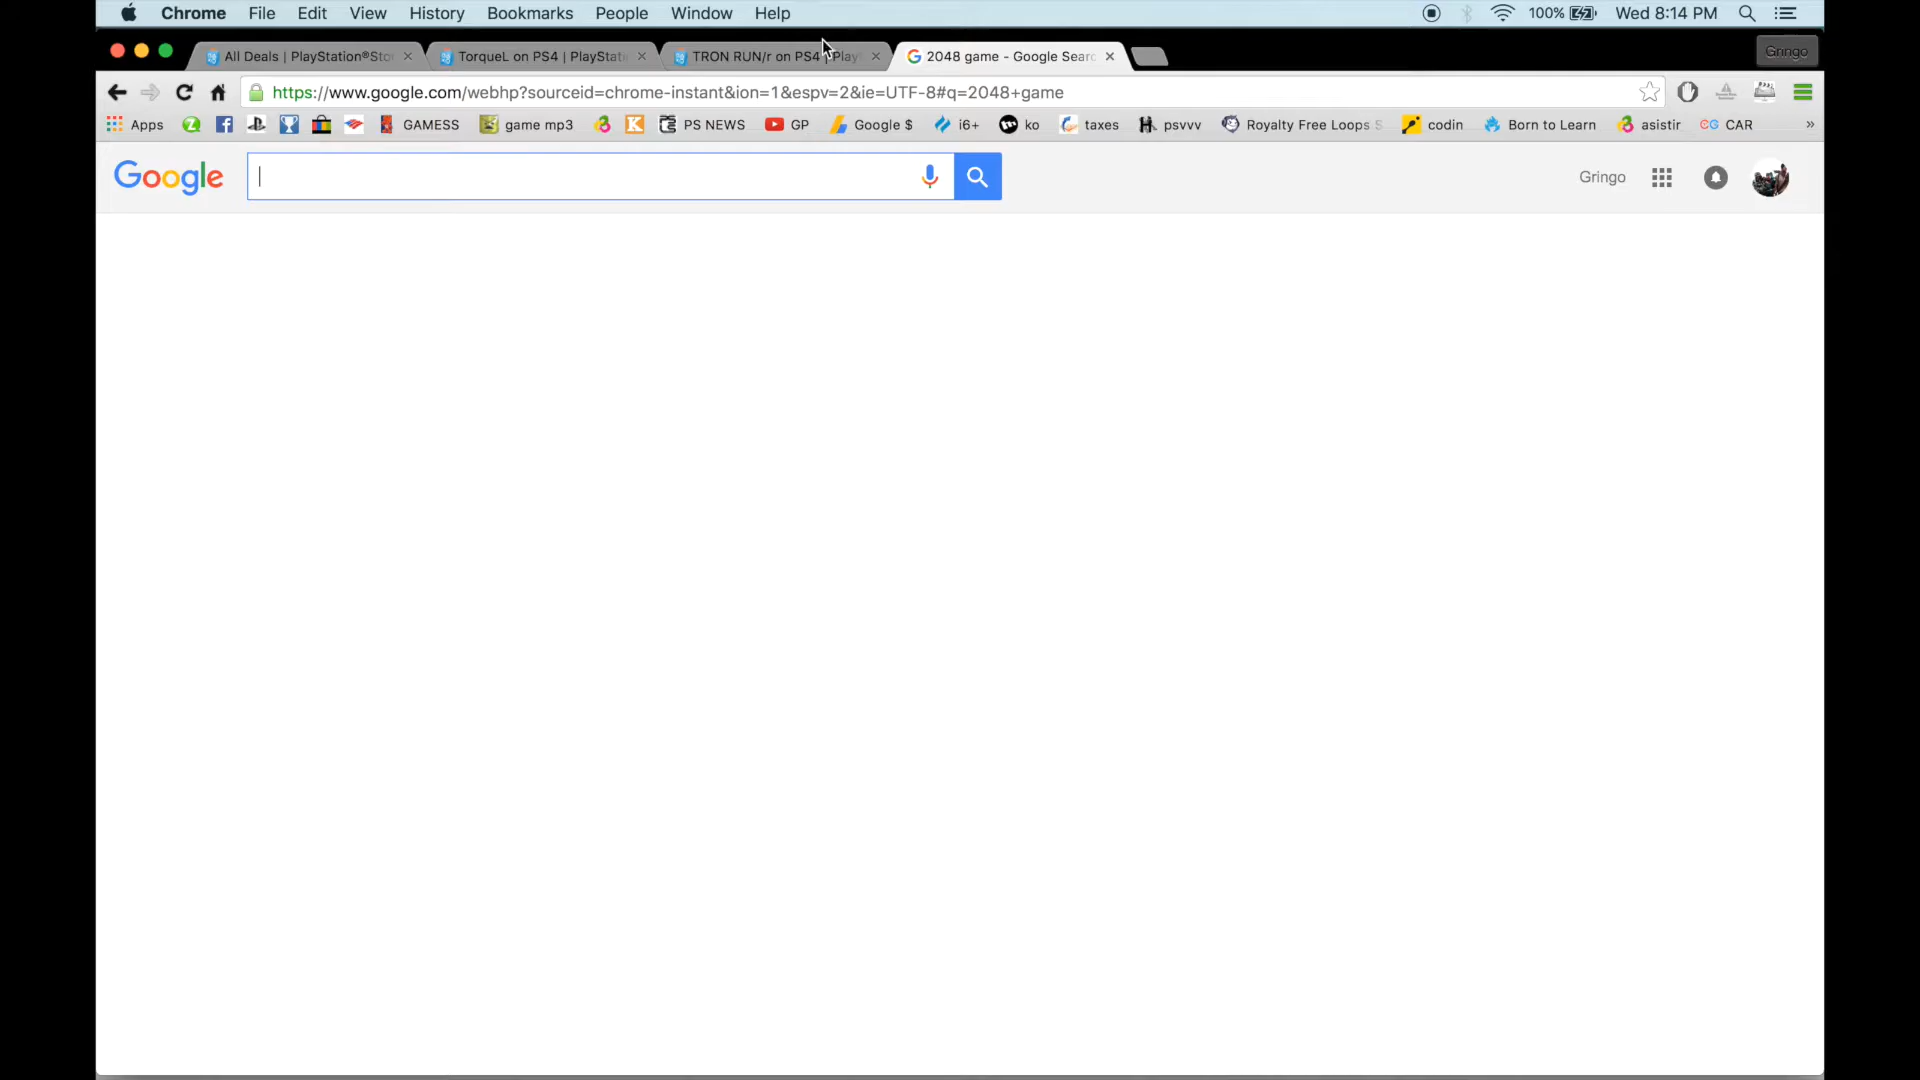 Chrome File Edit View History Bookmarks People Window Help 100% Wed 8:14 PM
All Deals | PlayStation®Sto TorqueL on PS4 | PlayStati TRON RUN/r on PS4 | Play 2048 game - Google Searc Gringo
https://www.google.com/webhp?sourceid=chrome-instant&ion=1&espv=2&ie=UTF-8#q=2048+game
Apps GAMESS game mp3 PS NEWS GP Google $ i6+ ko taxes psvvv Royalty Free Loops S codin Born to Learn asistir CG CAR »
Google Gringo